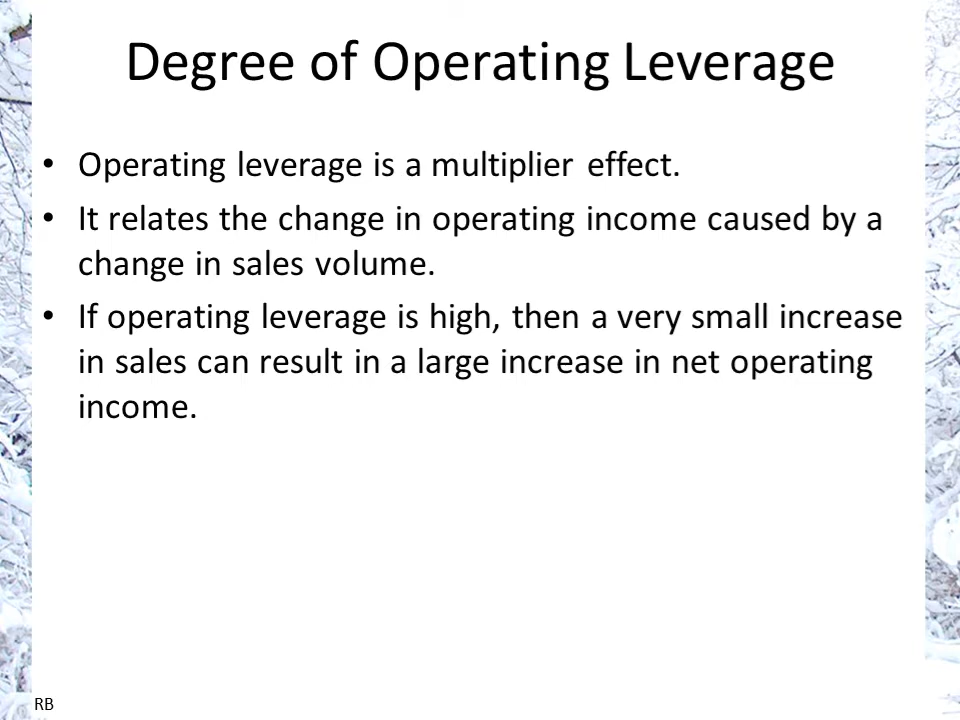 Degree of Operating Leverage
• Operating leverage is a multiplier effect.
• It relates the change in operating income caused by a
change in sales volume.
• If operating leverage is high, then a very small increase
in sales can result in a large increase in net operating
income.
RB